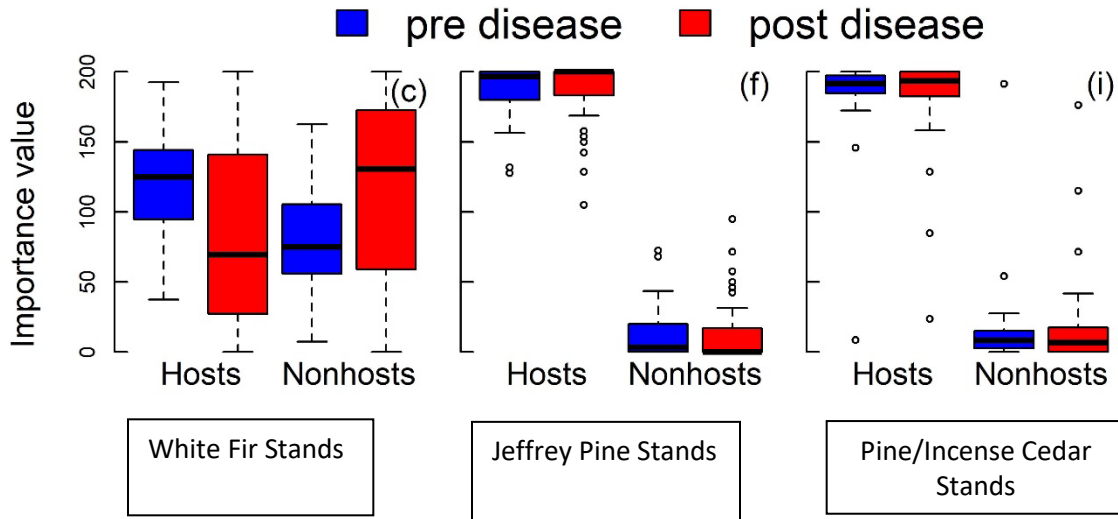 pre disease post disease
Importance value
0 50 100 150 200
(c)
(f)
(i)
Hosts Nonhosts
Hosts Nonhosts
Hosts Nonhosts
White Fir Stands
Jeffrey Pine Stands
Pine/Incense Cedar
Stands